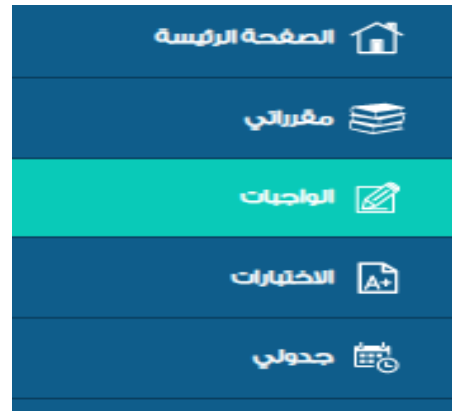 الصفحة الرئيسة
مقرراتي
الواجبات
A+ الاختبارات
جدولي